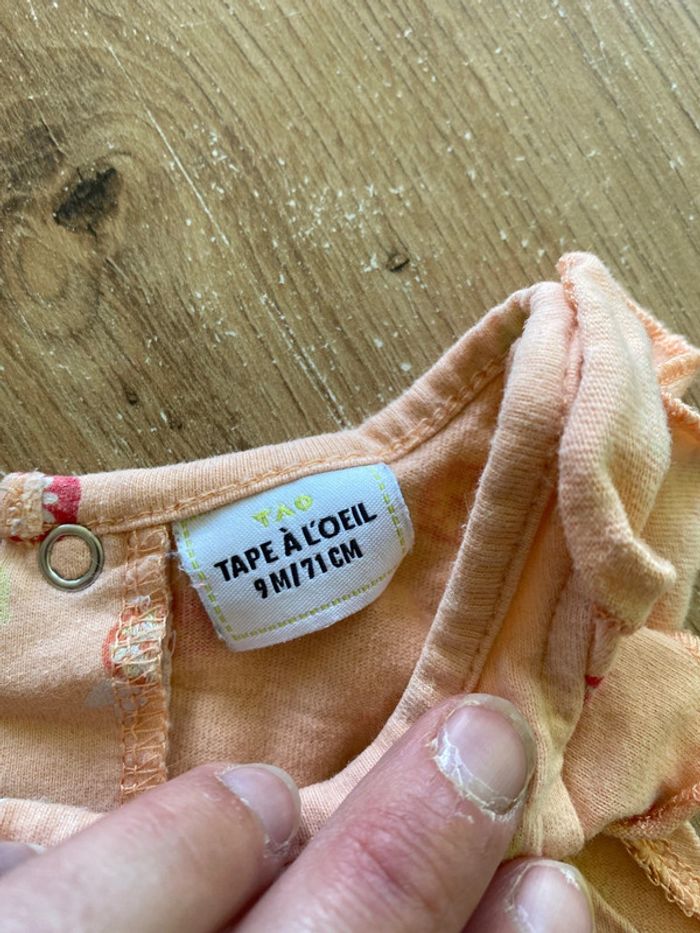 TAO
TAPE À L'OEIL
9M/71CM